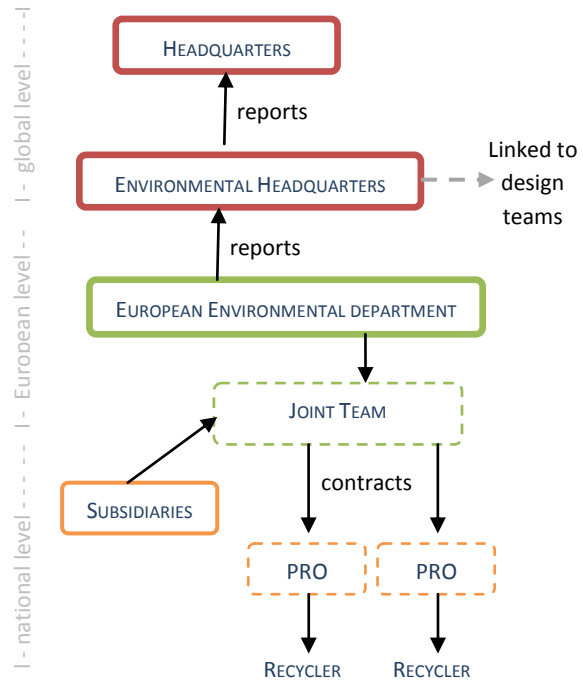 HEADQUARTERS
reports
ENVIRONMENTAL HEADQUARTERS
Linked to
design
teams
reports
EUROPEAN ENVIRONMENTAL DEPARTMENT
JOINT TEAM
contracts
SUBSIDIARIES
PRO
PRO
RECYCLER
RECYCLER
I - national level - - - - -- I - European level - - I - global level - - - -I